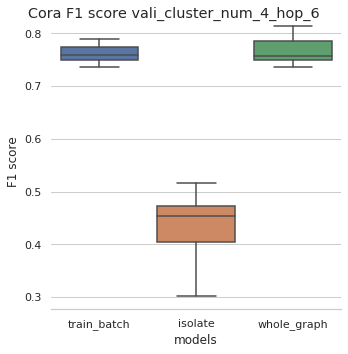 Cora F1 score vali_cluster_num_4_hop_6
0.8
0.7
0.6
0.5
0.4
0.3
F1 score
train_batch isolate whole_graph
models